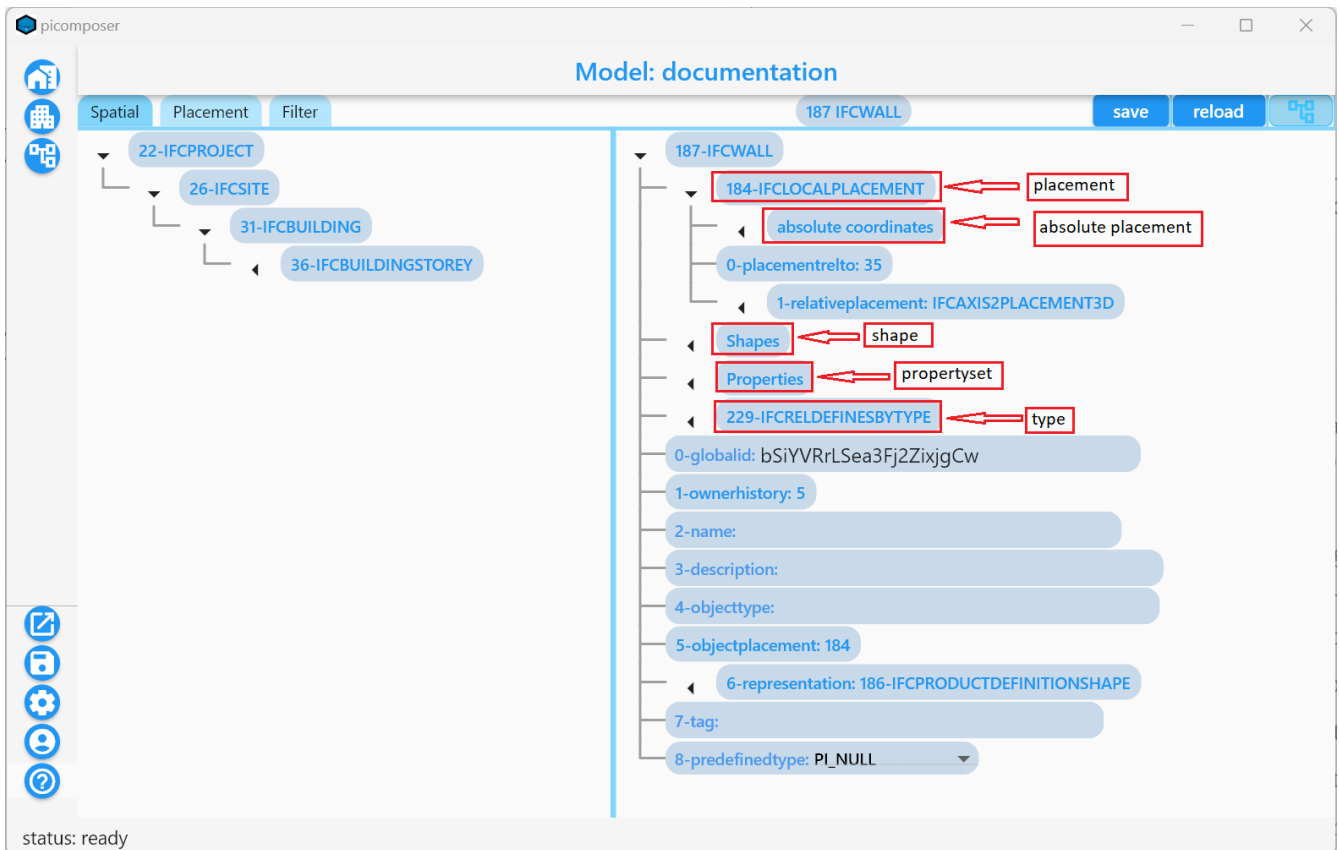 picomposer
Model: documentation
Spatial
Placement
Filter
187 IFCWALL
save
reload
22-IFCPROJECT
26-IFCSITE
31-IFCBUILDING
36-IFCBUILDINGSTOREY
187-IFCWALL
184-IFCLOCALPLACEMENT
placement
absolute coordinates
absolute placement
0-placementrelto: 35
1-relativeplacement: IFCAXIS2PLACEMENT3D
Shapes
shape
Properties
propertyset
229-IFCRELDEFINESBYTYPE
type
0-globalid: bSiYVRrLSea3Fj2ZixjgCw
1-ownerhistory: 5
2-name:
3-description:
4-objecttype:
5-objectplacement: 184
6-representation: 186-IFCPRODUCTDEFINITIONSHAPE
7-tag:
8-predefinedtype: PI_NULL
status: ready